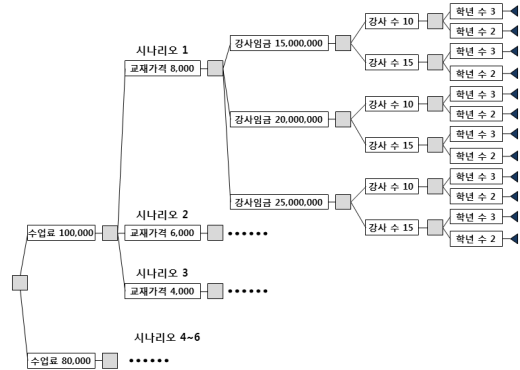 시나리오 1
교재가격 8,000
강사임금 15,000,000
강사 수 10
학년 수 3
학년 수 2
강사 수 15
학년 수 3
학년 수 2
강사임금 20,000,000
강사 수 10
학년 수 3
학년 수 2
강사 수 15
학년 수 3
학년 수 2
강사임금 25,000,000
강사 수 10
학년 수 3
학년 수 2
강사 수 15
학년 수 3
학년 수 2
수업료 100,000
시나리오 2
교재가격 6,000
••••••
시나리오 3
교재가격 4,000
••••••
시나리오 4~6
수업료 80,000
••••••